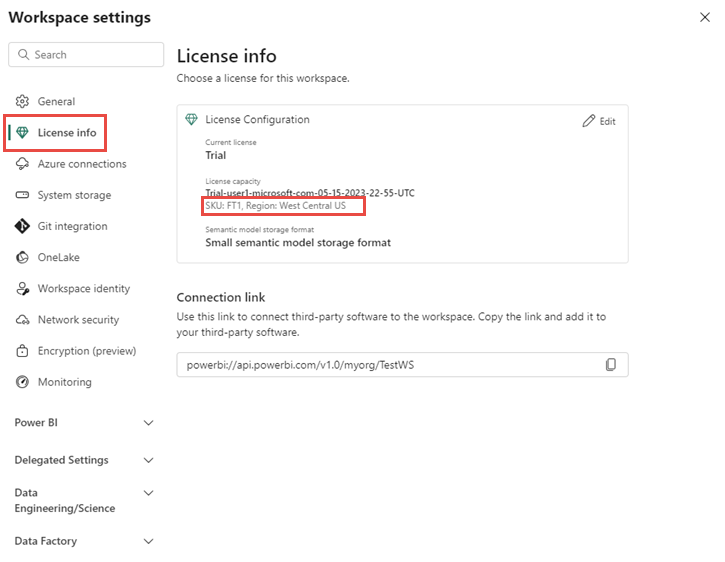 Workspace settings
Search
General
License info
Azure connections
System storage
Git integration
OneLake
Workspace identity
Network security
Encryption (preview)
Monitoring
Power BI
Delegated Settings
Data
Engineering/Science
Data Factory
License info
Choose a license for this workspace.
License Configuration
Edit
Current license
Trial
License capacity
Trial-user1-microsoft-com-05-15-2023-22-55-UTC
SKU: FT1, Region: West Central US
Semantic model storage format
Small semantic model storage format
Connection link
Use this link to connect third-party software to the workspace. Copy the link and add it to
your third-party software.
powerbi://api.powerbi.com/v1.0/myorg/TestWS